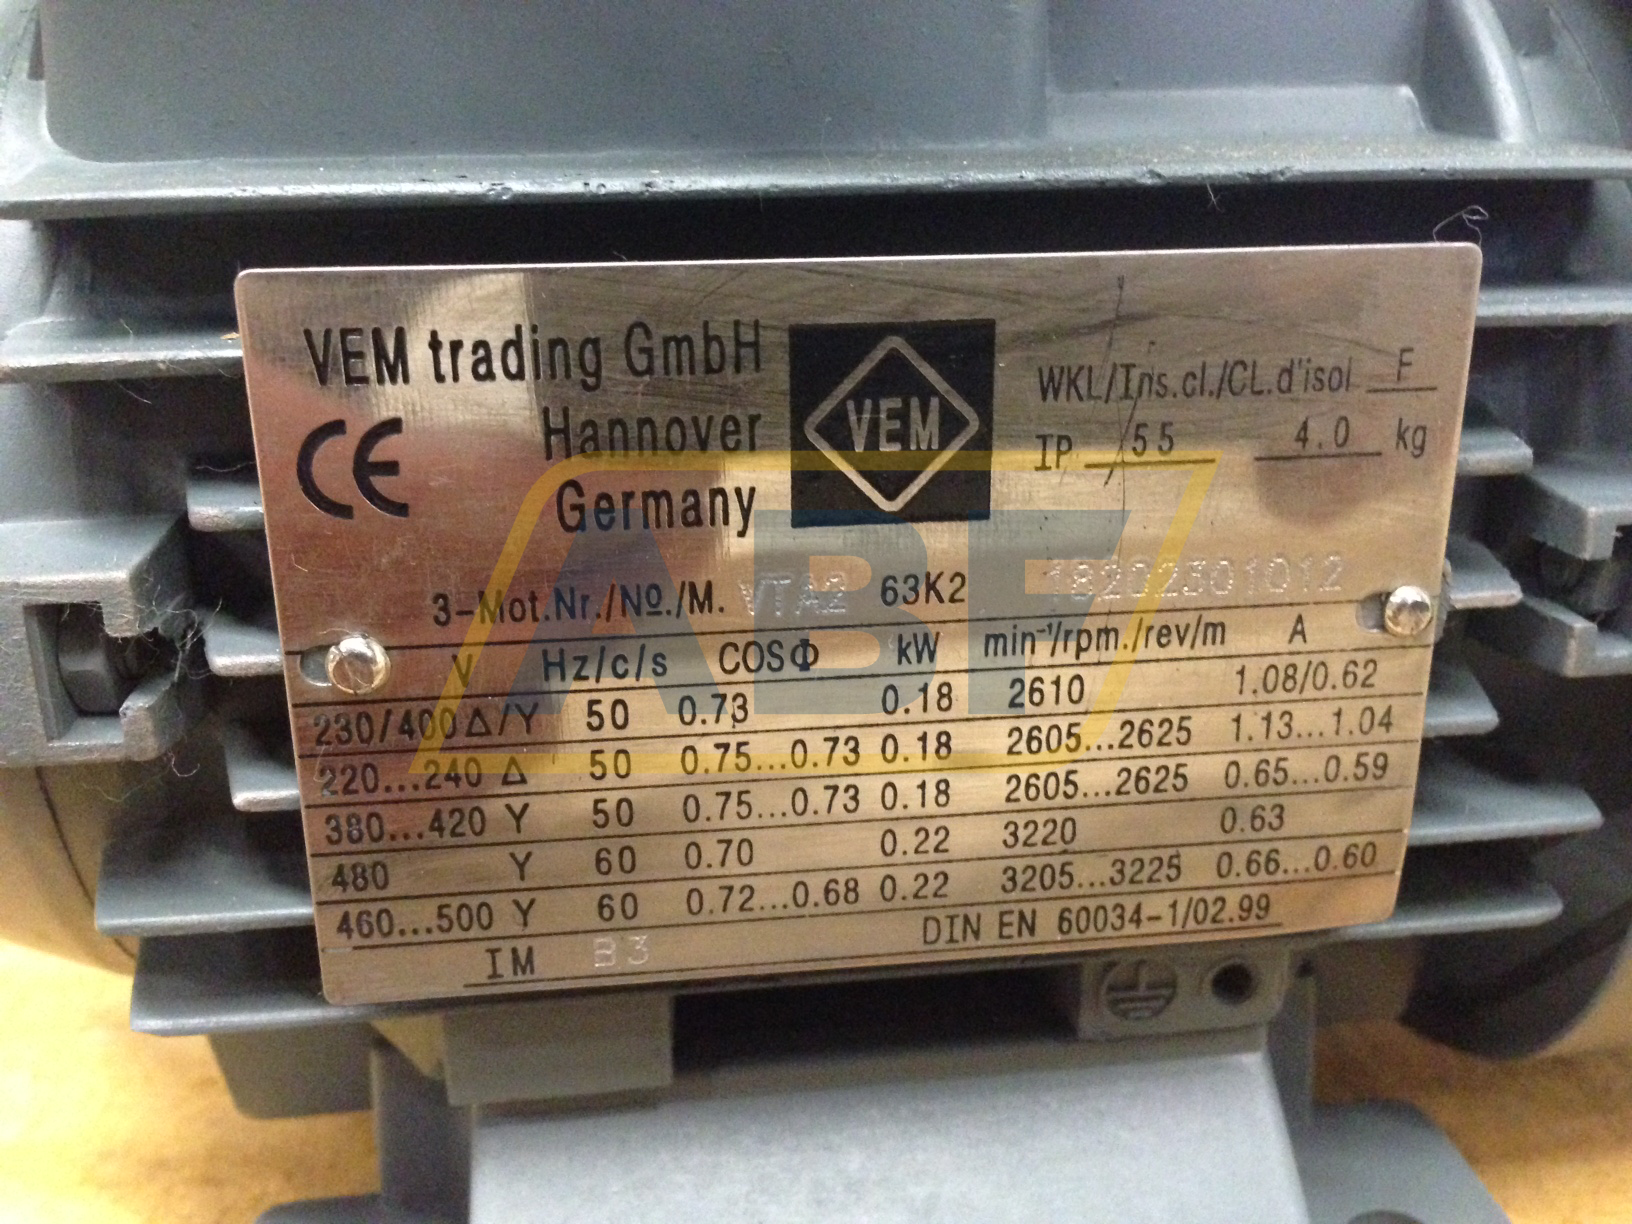 VEM trading GmbH
Hannover
Germany
CE
VEM
WKL/Ins.cl./CL.d'isol F
IP 55 4.0 kg
3-Mot.Nr./Nº./M. VTA2 63K2 18202301012
V Hz/c/s COSΦ kW min⁻¹/rpm./rev/m A
230/400Δ/Y 50 0.73 0.18 2610 1.08/0.62
220...240 Δ 50 0.75...0.73 0.18 2605...2625 1.13...1.04
380...420 Y 50 0.75...0.73 0.18 2605...2625 0.65...0.59
480 Y 60 0.70 0.22 3220 0.63
460...500 Y 60 0.72...0.68 0.22 3205...3225 0.66...0.60
IM B3 DIN EN 60034-1/02.99
ABF